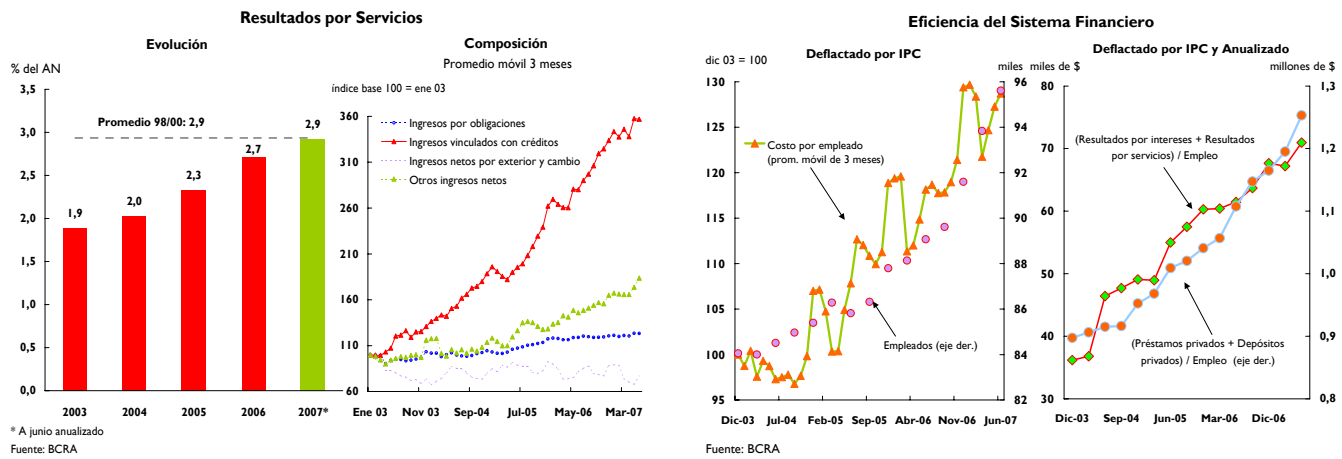 Resultados por Servicios
Evolución
% del AN
3,5
3,0
2,5
2,0
1,5
1,0
0,5
0,0
Promedio 98/00: 2,9
1,9
2,0
2,3
2,7
2,9
2003
2004
2005
2006
2007*
* A junio anualizado
Fuente: BCRA
Composición
Promedio móvil 3 meses
índice base 100 = ene 03
360
310
260
210
160
110
60
Ingresos por obligaciones
Ingresos vinculados con créditos
Ingresos netos por exterior y cambio
Otros ingresos netos
Ene 03
Nov 03
Sep-04
Jul-05
May-06
Mar-07
Eficiencia del Sistema Financiero
Deflactado por IPC
dic 03 = 100
miles
130
125
120
115
110
105
100
95
96
94
92
90
88
86
84
82
Costo por empleado
(prom. móvil de 3 meses)
Empleados (eje der.)
Dic-03
Jul-04
Feb-05
Sep-05
Abr-06
Nov-06
Jun-07
Fuente: BCRA
Deflactado por IPC y Anualizado
miles de $
millones de $
80
70
60
50
40
30
1,3
1,2
1,1
1,0
0,9
0,8
(Resultados por intereses + Resultados
por servicios) / Empleo
(Préstamos privados + Depósitos
privados) / Empleo (eje der.)
Dic-03
Sep-04
Jun-05
Mar-06
Dic-06